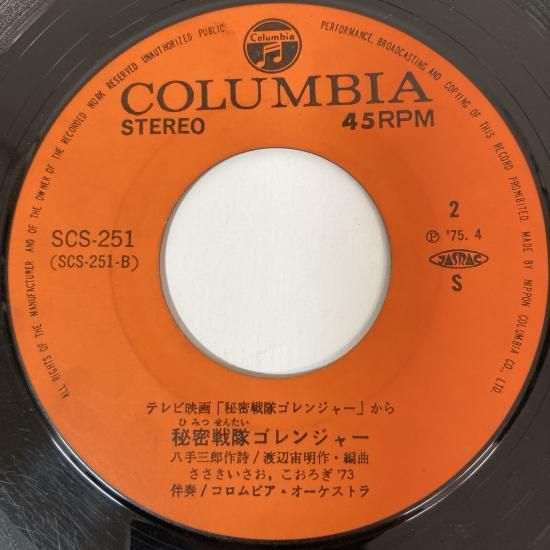 ALL RIGHTS OF THE MANUFACTURER AND OF THE OWNER OF THE RECORDED WORK RESERVED UNAUTHORIZED PUBLIC PERFORMANCE, BROADCASTING AND COPYING OF THIS RECORD PROHIBITED. MADE BY NIPPON COLUMBIA CO., LTD.
Columbia
COLUMBIA
STEREO 45RPM
SCS-251
(SCS-251-B)
2
Ⓟ '75.4
JASRAC
S
テレビ映画「秘密戦隊ゴレンジャー」から
ひみつせんたい
秘密戦隊ゴレンジャー
八手三郎作詩/渡辺宙明作・編曲
ささきいさお,こおろぎ'73
伴奏/コロムビア・オーケストラ